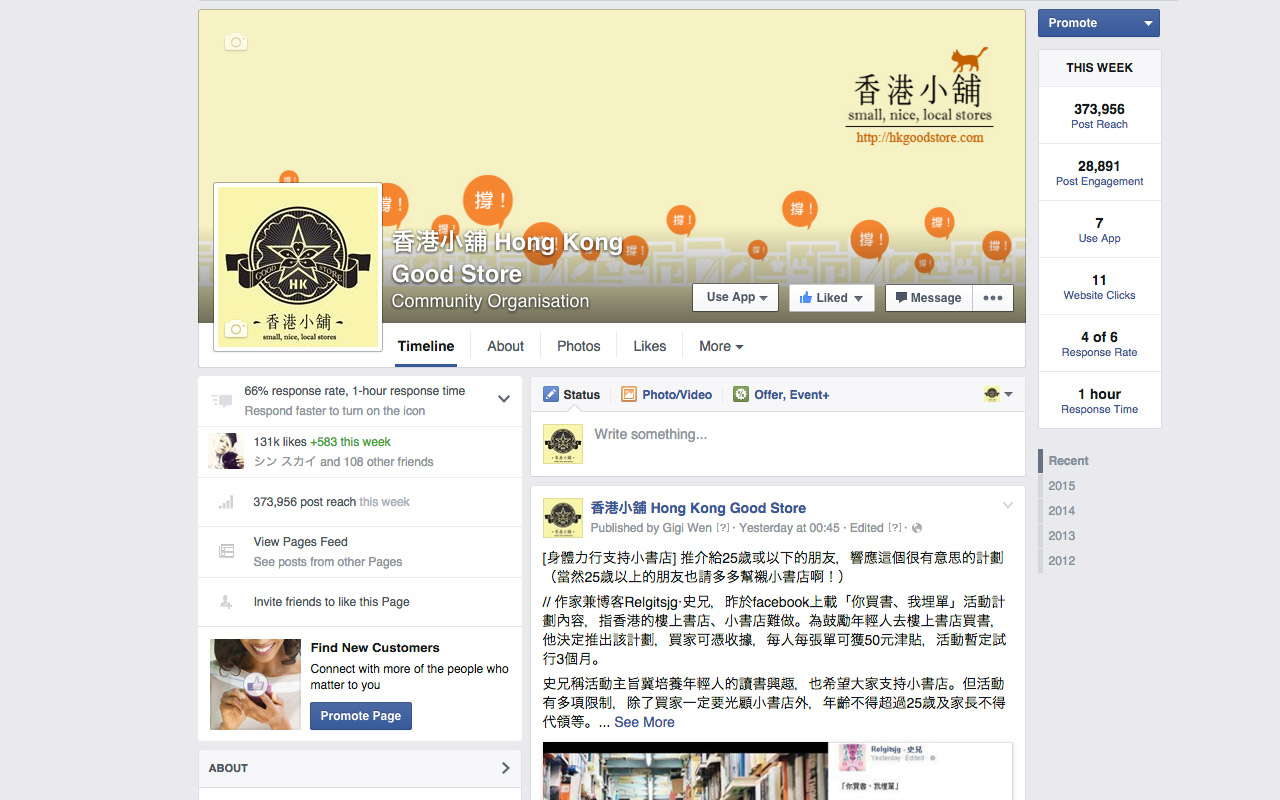 香港小舖
small, nice, local stores
http://hkgoodstore.com
撐！
撐！
撐！
撐！
撐！
撐！
撐！
撐！
撐！
撐！
撐！
撐！
撐！
GOOD STORE
HK
香港小舖
small, nice, local stores
香港小舖 Hong Kong
Good Store
Community Organisation
Use App
Liked
Message
Timeline
About
Photos
Likes
More
Promote
THIS WEEK
373,956
Post Reach
28,891
Post Engagement
7
Use App
11
Website Clicks
4 of 6
Response Rate
1 hour
Response Time
Recent
2015
2014
2013
2012
66% response rate, 1-hour response time
Respond faster to turn on the icon
131k likes +583 this week
シン スカイ and 108 other friends
373,956 post reach this week
View Pages Feed
See posts from other Pages
Invite friends to like this Page
Find New Customers
Connect with more of the people who
matter to you
Promote Page
ABOUT
Status
Photo/Video
Offer, Event+
Write something...
香港小舖 Hong Kong Good Store
Published by Gigi Wen [?] · Yesterday at 00:45 · Edited [?] ·
[身體力行支持小書店] 推介給25歲或以下的朋友，響應這個很有意思的計劃
（當然25歲以上的朋友也請多多幫襯小書店啊！）
// 作家兼博客Relgitsjg·史兄，昨於facebook上載「你買書、我埋單」活動計
劃內容，指香港的樓上書店、小書店難做。為鼓勵年輕人去樓上書店買書，
他決定推出該計劃，買家可憑收據，每人每張單可獲50元津貼，活動暫定試
行3個月。
史兄稱活動主旨冀培養年輕人的讀書興趣，也希望大家支持小書店。但活動
有多項限制，除了買家一定要光顧小書店外，年齡不得超過25歲及家長不得
代領等。... See More
Relgitsjg · 史兄
Yesterday · Edited ·
「你買書、我埋單」